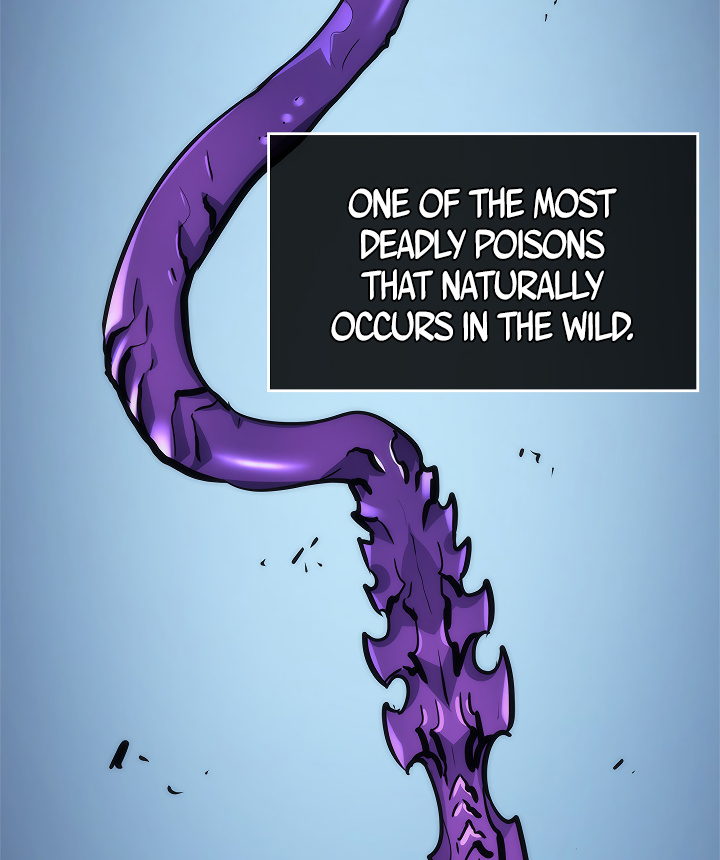 ONE OF THE MOST
DEADLY POISONS
THAT NATURALLY
OCCURS IN THE WILD.